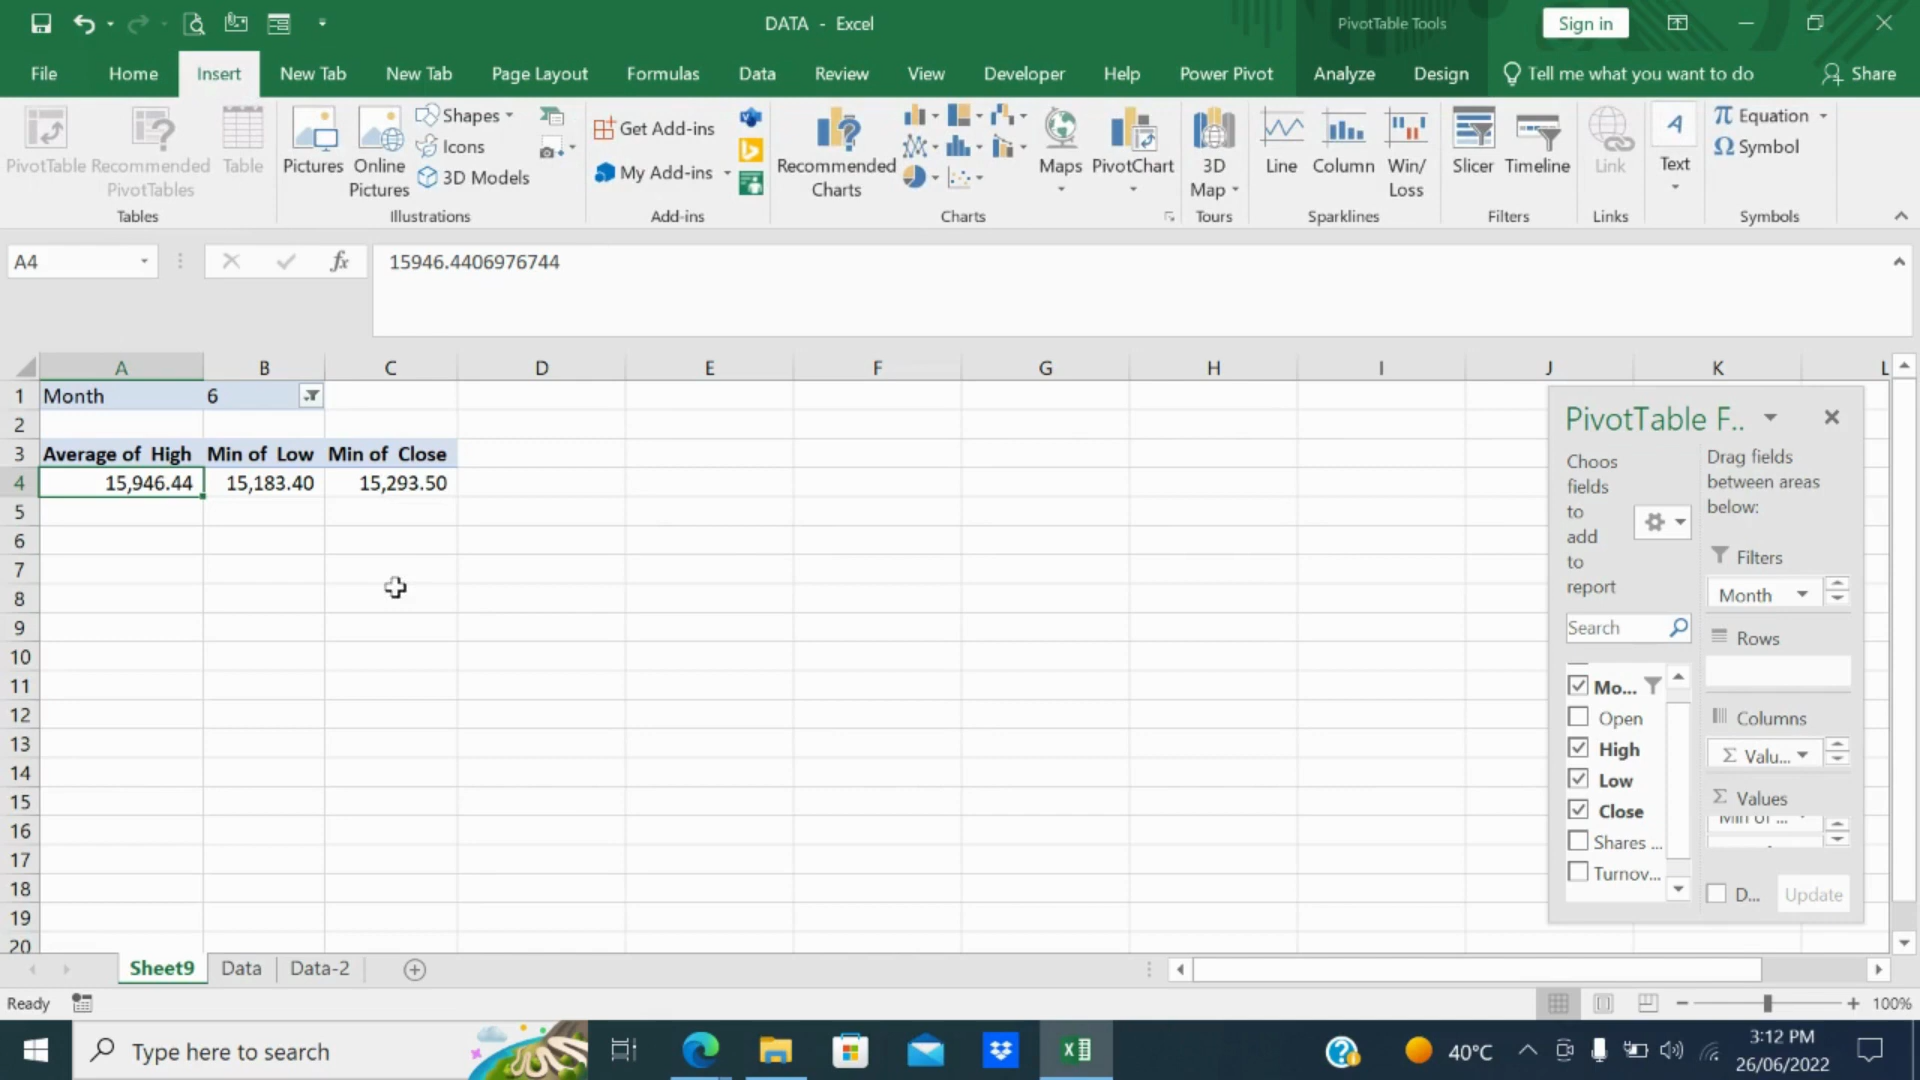 DATA - Excel
PivotTable Tools
Sign in
File
Home
Insert
New Tab
New Tab
Page Layout
Formulas
Data
Review
View
Developer
Help
Power Pivot
Analyze
Design
Tell me what you want to do
Share
PivotTable
Recommended
PivotTables
Table
Tables
Pictures
Online
Pictures
Shapes
Icons
3D Models
Illustrations
Get Add-ins
My Add-ins
Add-ins
Recommended
Charts
Maps
PivotChart
Charts
3D
Map
Tours
Line
Column
Win/
Loss
Sparklines
Slicer
Timeline
Filters
Link
Links
Text
Equation
Symbol
Symbols
A4
fx
15946.4406976744
A B C D E F G H I J K L
1 Month 6
2
3 Average of High Min of Low Min of Close
4 15,946.44 15,183.40 15,293.50
5
6
7
8
9
10
11
12
13
14
15
16
17
18
19
20
PivotTable F..
Choos
fields
to
add
to
report
Search
Mo...
Open
High
Low
Close
Shares ...
Turnov...
Drag fields
between areas
below:
Filters
Month
Rows
Columns
Σ Valu...
Σ Values
Min of ...
D...
Update
Sheet9
Data
Data-2
Ready
100%
Type here to search
40°C
3:12 PM
26/06/2022